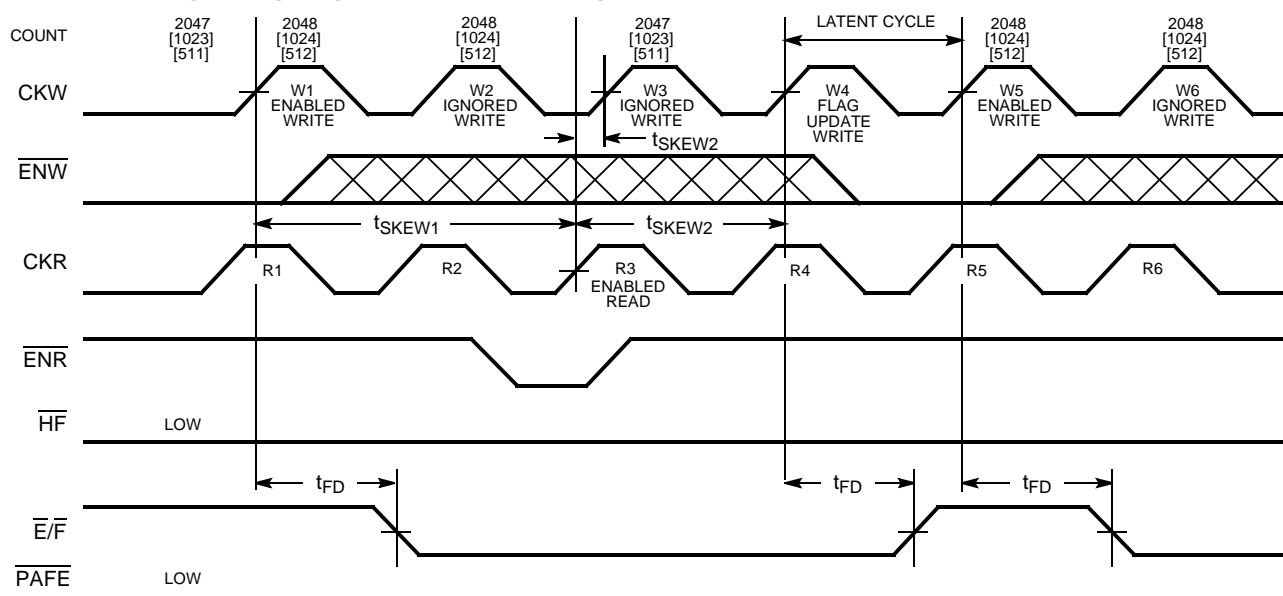 COUNT 2047 2048 2048 2047 LATENT CYCLE 2048 2048
[1023] [1024] [1024] [1023] [1024] [1024]
[511] [512] [512] [511] [512] [512]
CKW W1 W2 W3 W4 W5 W6
ENABLED IGNORED IGNORED FLAG ENABLED IGNORED
WRITE WRITE WRITE UPDATE WRITE WRITE
WRITE
tSKEW2
ENW
tSKEW1 tSKEW2
CKR R1 R2 R3 R4 R5 R6
ENABLED
READ
ENR
HF LOW
tFD tFD tFD
E/F
PAFE LOW